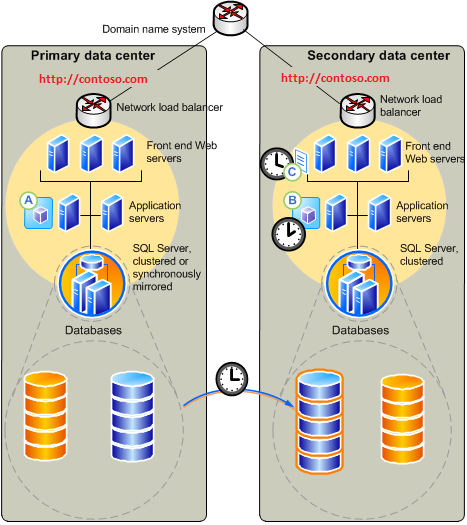 Domain name system
Primary data center
http://contoso.com
Network load balancer
Front end Web
servers
A
Application
servers
SQL Server,
clustered or
synchronously
mirrored
Databases
Secondary data center
http://contoso.com
Network load
balancer
Front end
Web servers
C
B
Application
servers
SQL Server,
clustered
Databases